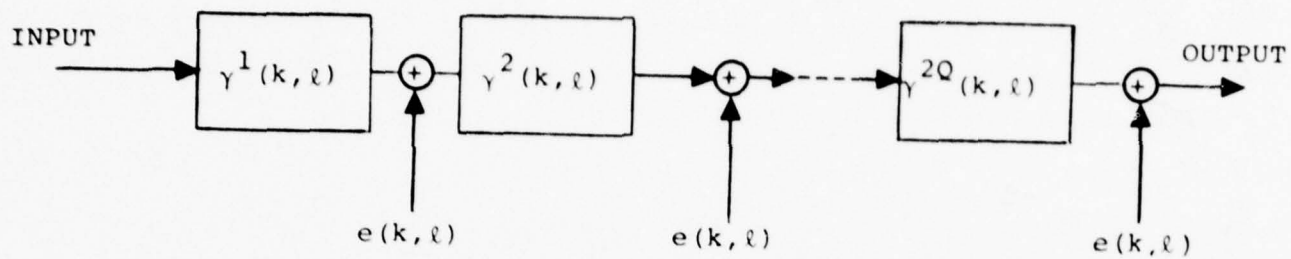 INPUT
γ¹(k,ℓ)
+
γ²(k,ℓ)
+
γ²Q(k,ℓ)
+
OUTPUT
e(k,ℓ)
e(k,ℓ)
e(k,ℓ)